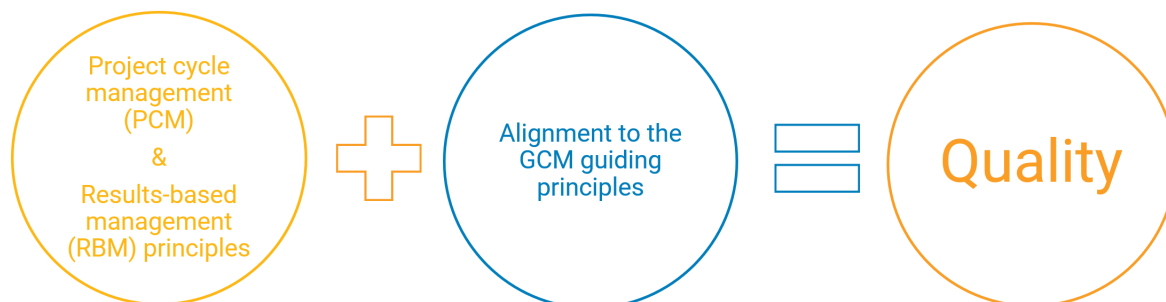 Project cycle
management
(PCM)
&
Results-based
management
(RBM) principles
Alignment to the
GCM guiding
principles
Quality